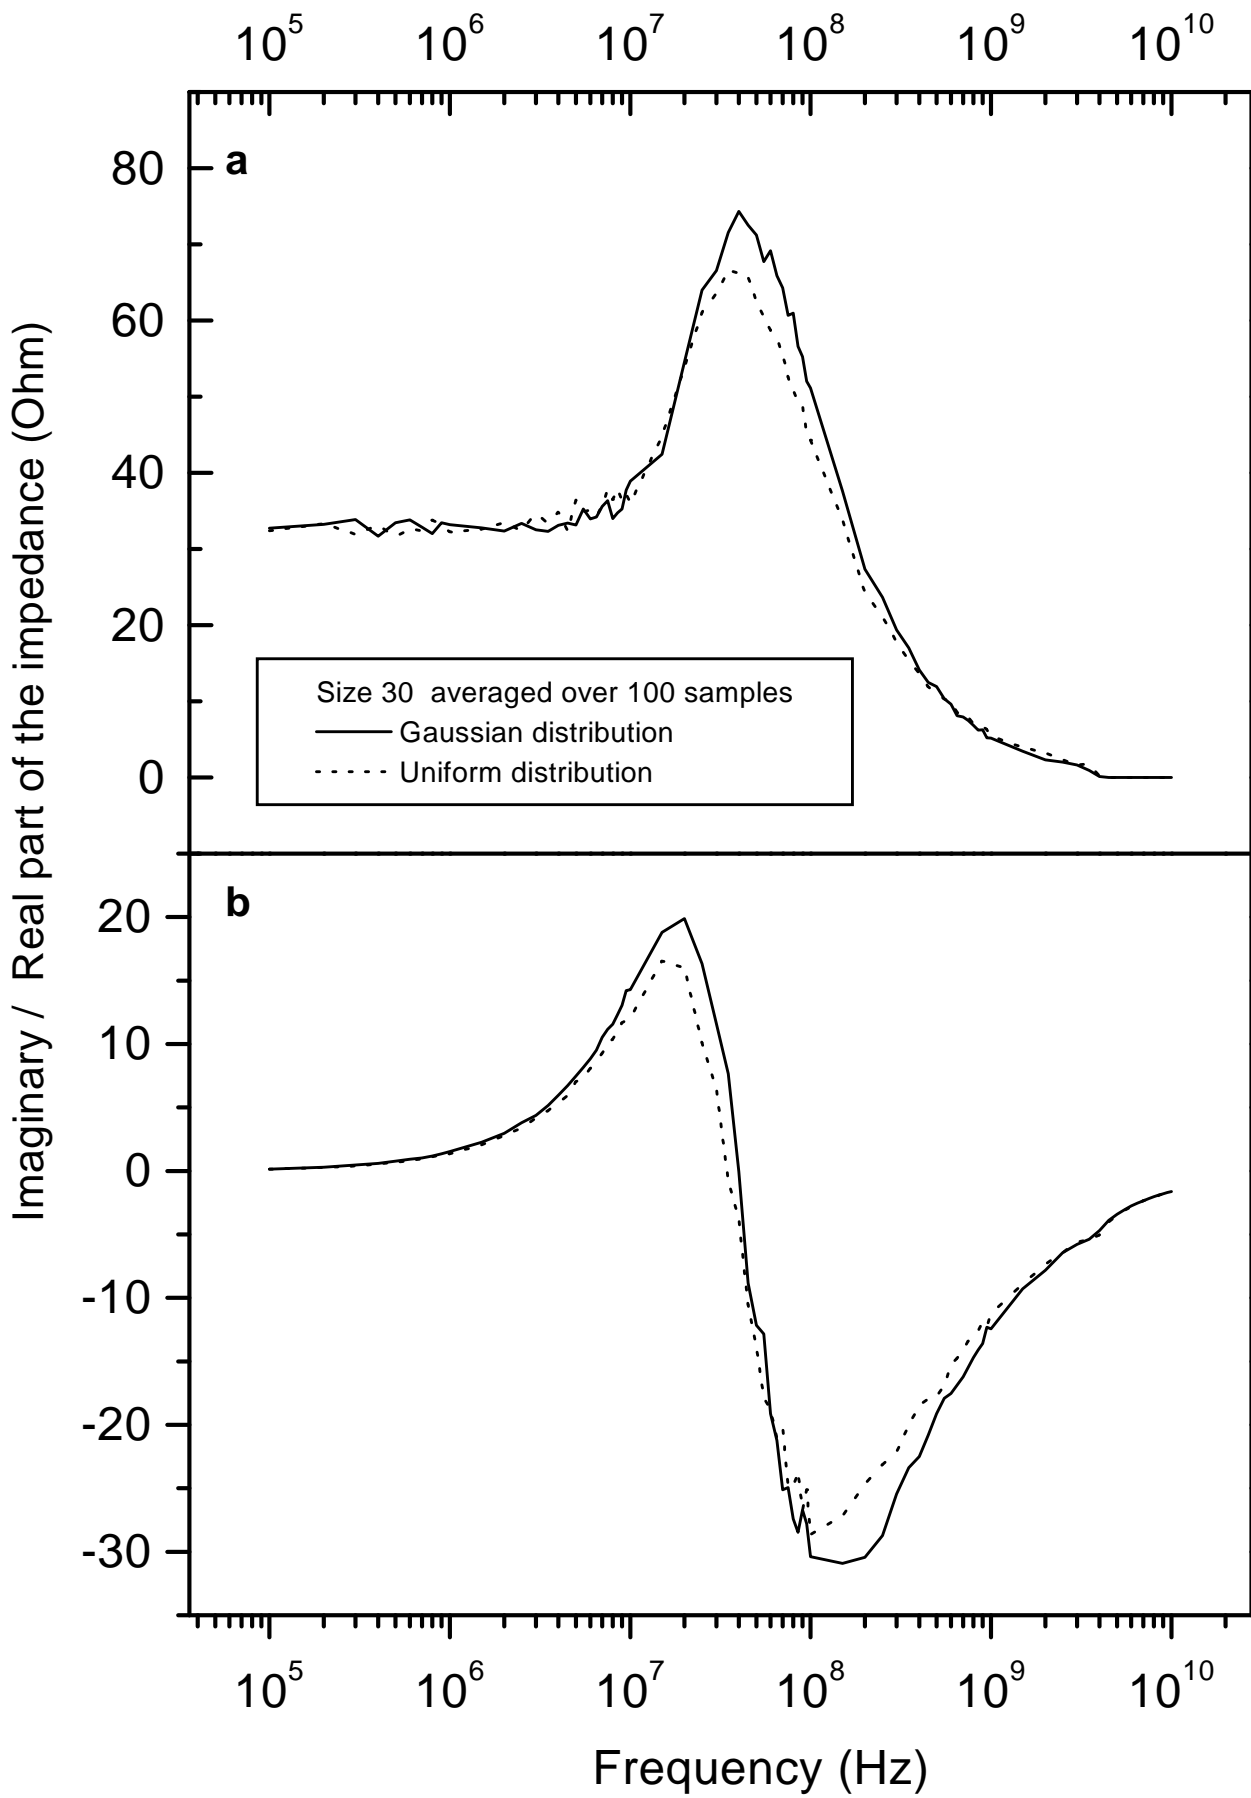 10^5 10^6 10^7 10^8 10^9 10^10
a
80
60
40
20
0
Size 30 averaged over 100 samples
Gaussian distribution
Uniform distribution
Imaginary / Real part of the impedance (Ohm)
b
20
10
0
-10
-20
-30
10^5 10^6 10^7 10^8 10^9 10^10
Frequency (Hz)